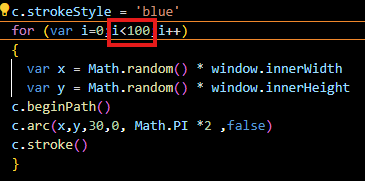 c.strokeStyle = 'blue'
for (var i=0;i<100;i++)
{
  var x = Math.random() * window.innerWidth
  var y = Math.random() * window.innerHeight
c.beginPath()
c.arc(x,y,30,0, Math.PI *2 ,false)
c.stroke()
}